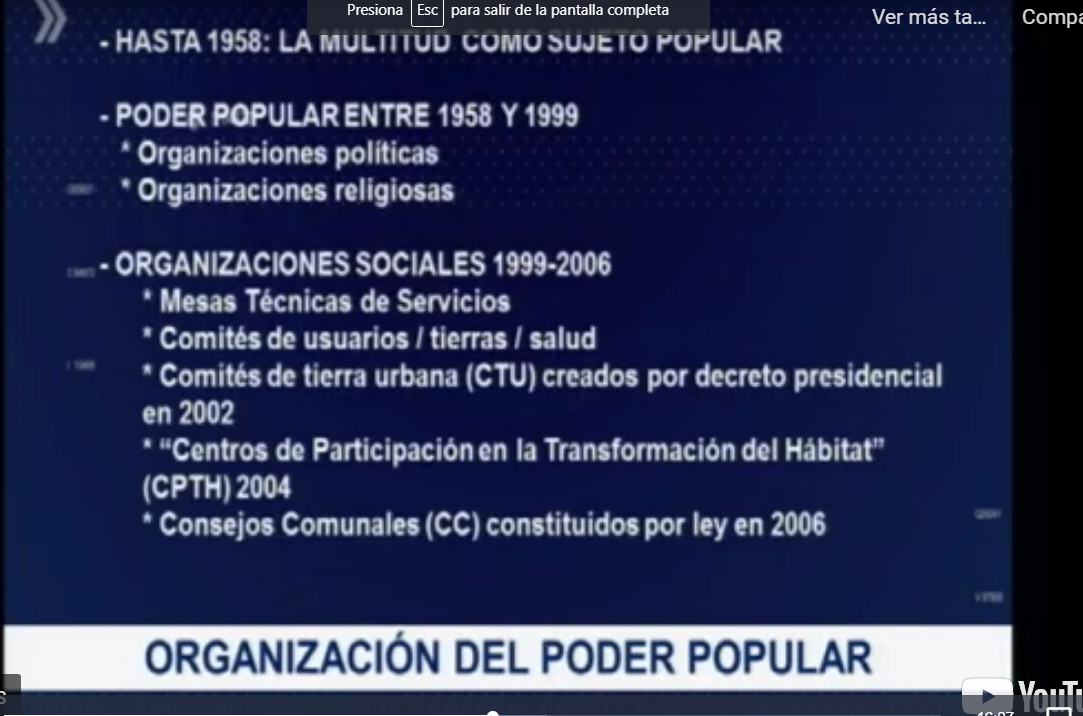 Presiona Esc para salir de la pantalla completa
Ver más ta...
Compa
- HASTA 1958: LA MULTITUD COMO SUJETO POPULAR
- PODER POPULAR ENTRE 1958 Y 1999
* Organizaciones políticas
* Organizaciones religiosas
- ORGANIZACIONES SOCIALES 1999-2006
* Mesas Técnicas de Servicios
* Comités de usuarios / tierras / salud
* Comités de tierra urbana (CTU) creados por decreto presidencial
en 2002
* “Centros de Participación en la Transformación del Hábitat”
(CPTH) 2004
* Consejos Comunales (CC) constituidos por ley en 2006
ORGANIZACIÓN DEL PODER POPULAR
YouTu